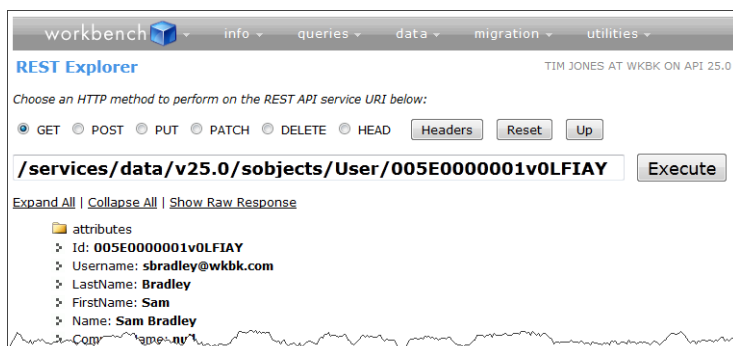 workbench info queries data migration utilities
REST Explorer TIM JONES AT WKBK ON API 25.0
Choose an HTTP method to perform on the REST API service URI below:
GET POST PUT PATCH DELETE HEAD Headers Reset Up
/services/data/v25.0/sobjects/User/005E0000001v0LFIAY Execute
Expand All | Collapse All | Show Raw Response
attributes
Id: 005E0000001v0LFIAY
Username: sbradley@wkbk.com
LastName: Bradley
FirstName: Sam
Name: Sam Bradley